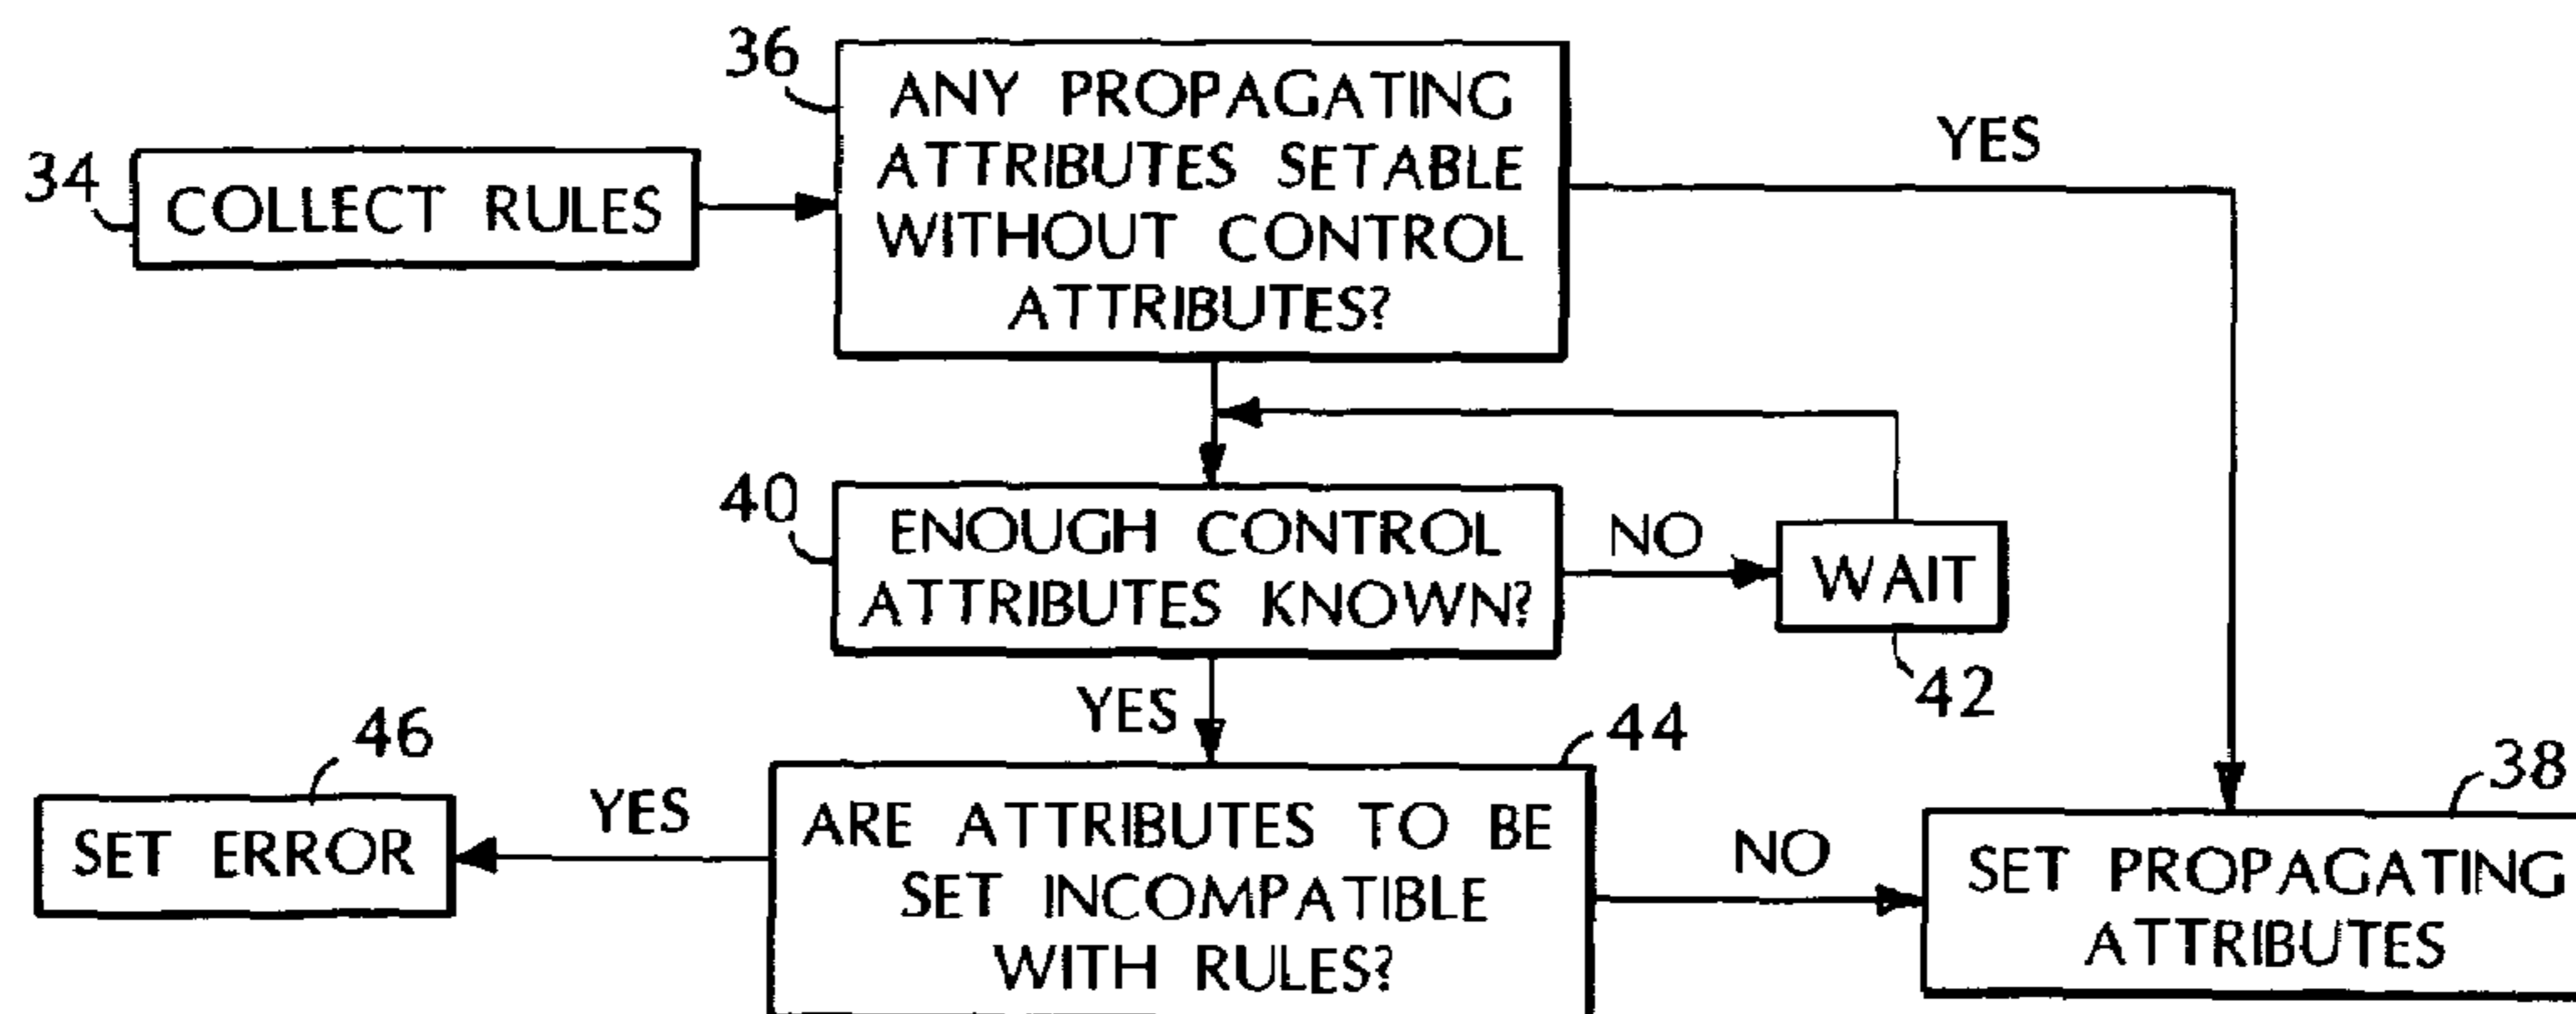 36
ANY PROPAGATING
ATTRIBUTES SETABLE
WITHOUT CONTROL
ATTRIBUTES?
YES
34
COLLECT RULES
40
ENOUGH CONTROL
ATTRIBUTES KNOWN?
NO
WAIT
42
YES
44
46
SET ERROR
YES
ARE ATTRIBUTES TO BE
SET INCOMPATIBLE
WITH RULES?
NO
38
SET PROPAGATING
ATTRIBUTES